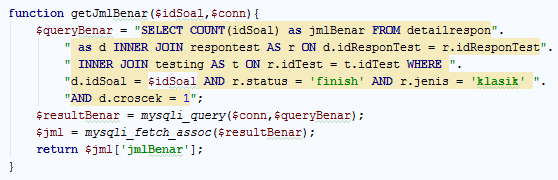 function getJmlBenar($idSoal,$conn){
$queryBenar = "SELECT COUNT(idSoal) as jmlBenar FROM detailrespon".
" as d INNER JOIN respontest AS r ON d.idResponTest = r.idResponTest".
" INNER JOIN testing AS t ON r.idTest = t.idTest WHERE ".
"d.idSoal = $idSoal AND r.status = 'finish' AND r.jenis = 'klasik' ".
"AND d.croscek = 1";
$resultBenar = mysqli_query($conn,$queryBenar);
$jml = mysqli_fetch_assoc($resultBenar);
return $jml['jmlBenar'];
}